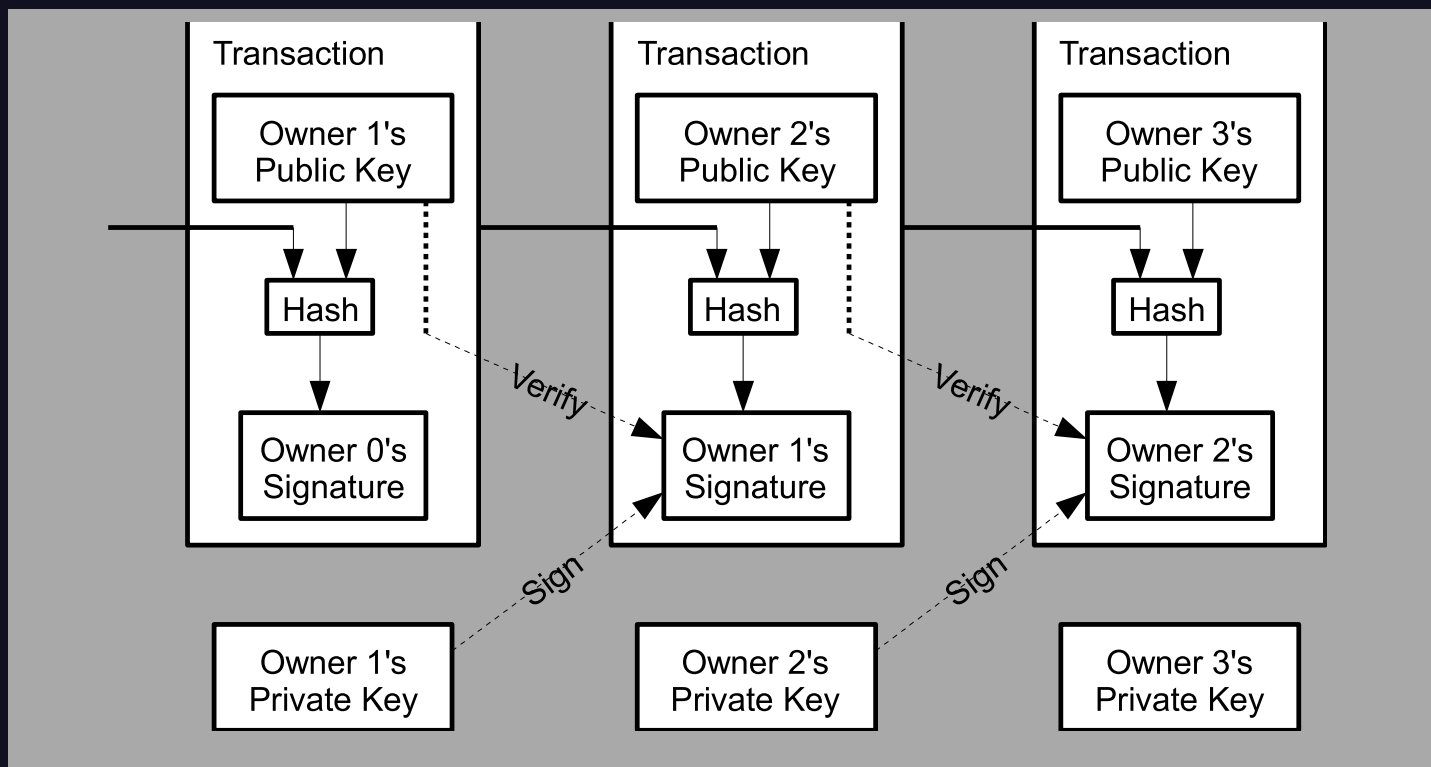 Transaction
Owner 1's
Public Key
Hash
Owner 0's
Signature
Transaction
Owner 2's
Public Key
Hash
Verify
Owner 1's
Signature
Sign
Transaction
Owner 3's
Public Key
Hash
Verify
Owner 2's
Signature
Sign
Owner 1's
Private Key
Owner 2's
Private Key
Owner 3's
Private Key